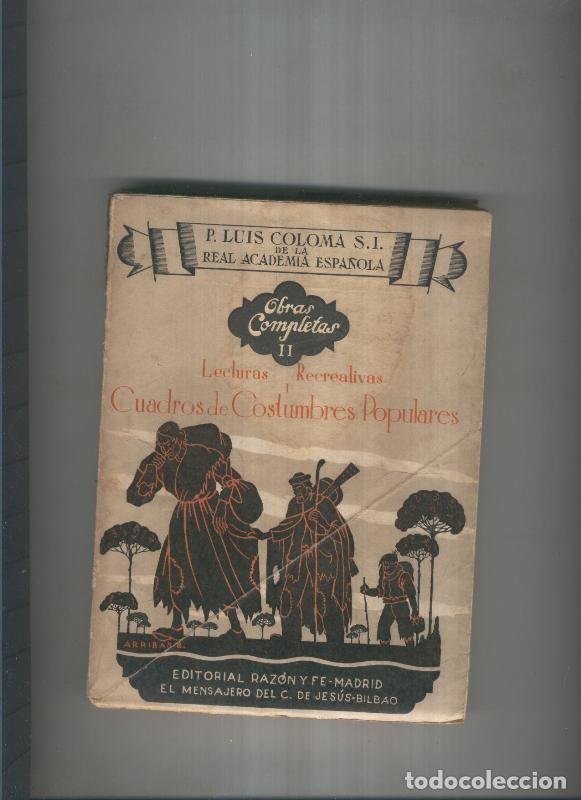 P. LUIS COLOMA S.I.
DE LA
REAL ACADEMIA ESPAÑOLA
Obras
Completas
II
Lecturas Recreativas
I
Cuadros de Costumbres Populares
ARRIBAS.
EDITORIAL RAZÓN Y FE-MADRID
EL MENSAJERO DEL C. DE JESÚS-BILBAO
todocoleccion